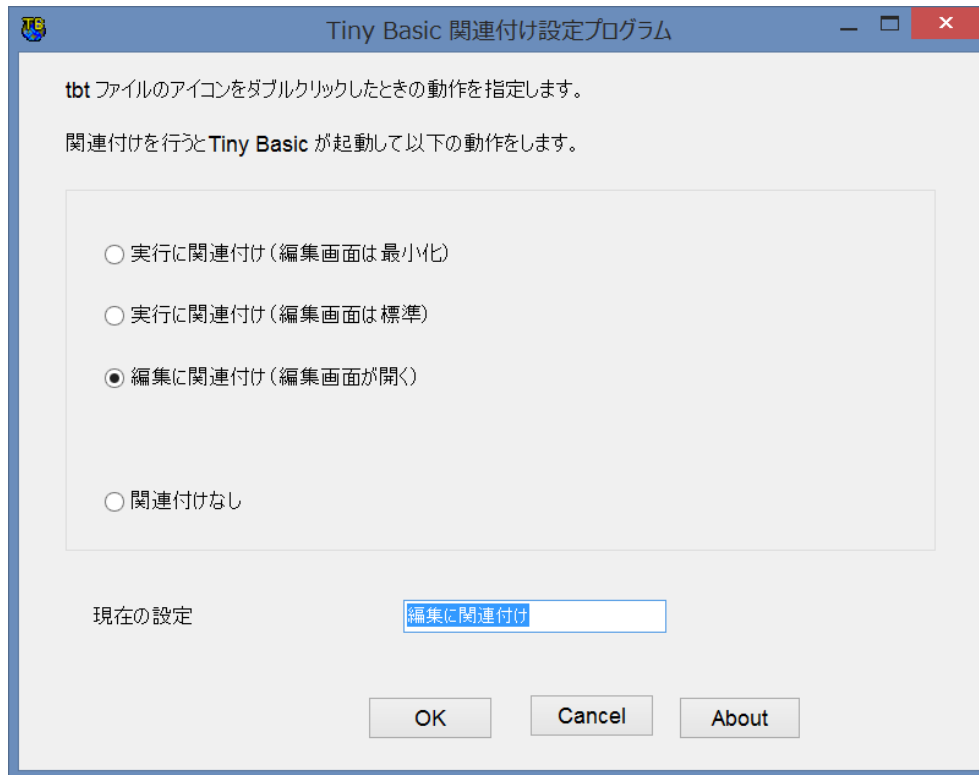 Tiny Basic 関連付け設定プログラム
tbt ファイルのアイコンをダブルクリックしたときの動作を指定します。
関連付けを行うとTiny Basic が起動して以下の動作をします。
実行に関連付け(編集画面は最小化)
実行に関連付け(編集画面は標準)
編集に関連付け(編集画面が開く)
関連付けなし
現在の設定 編集に関連付け
OK Cancel About